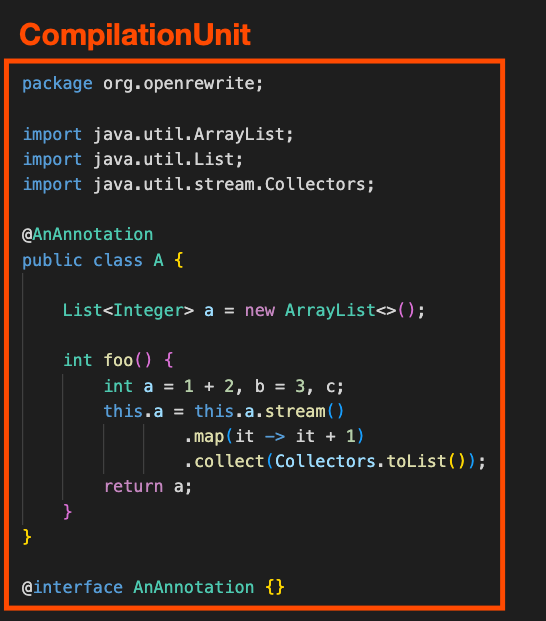 CompilationUnit
package org.openrewrite;
import java.util.ArrayList;
import java.util.List;
import java.util.stream.Collectors;
@AnAnnotation
public class A {
List<Integer> a = new ArrayList<>();
int foo() {
int a = 1 + 2, b = 3, c;
this.a = this.a.stream()
.map(it -> it + 1)
.collect(Collectors.toList());
return a;
}
}
@interface AnAnnotation {}